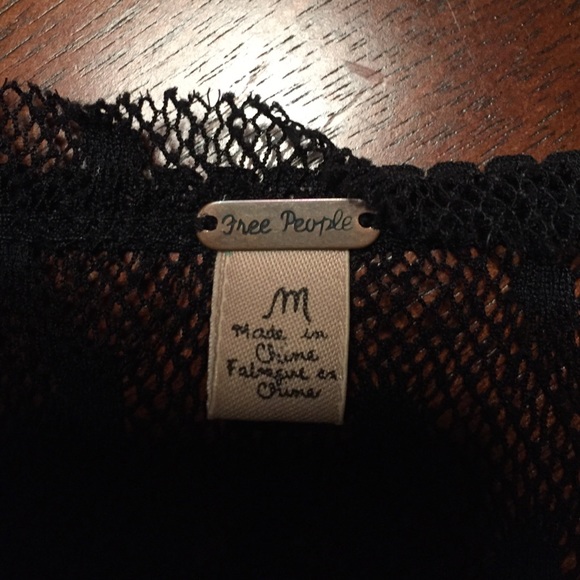 Free People
M
Made in
China
Fabriqué en
Chine